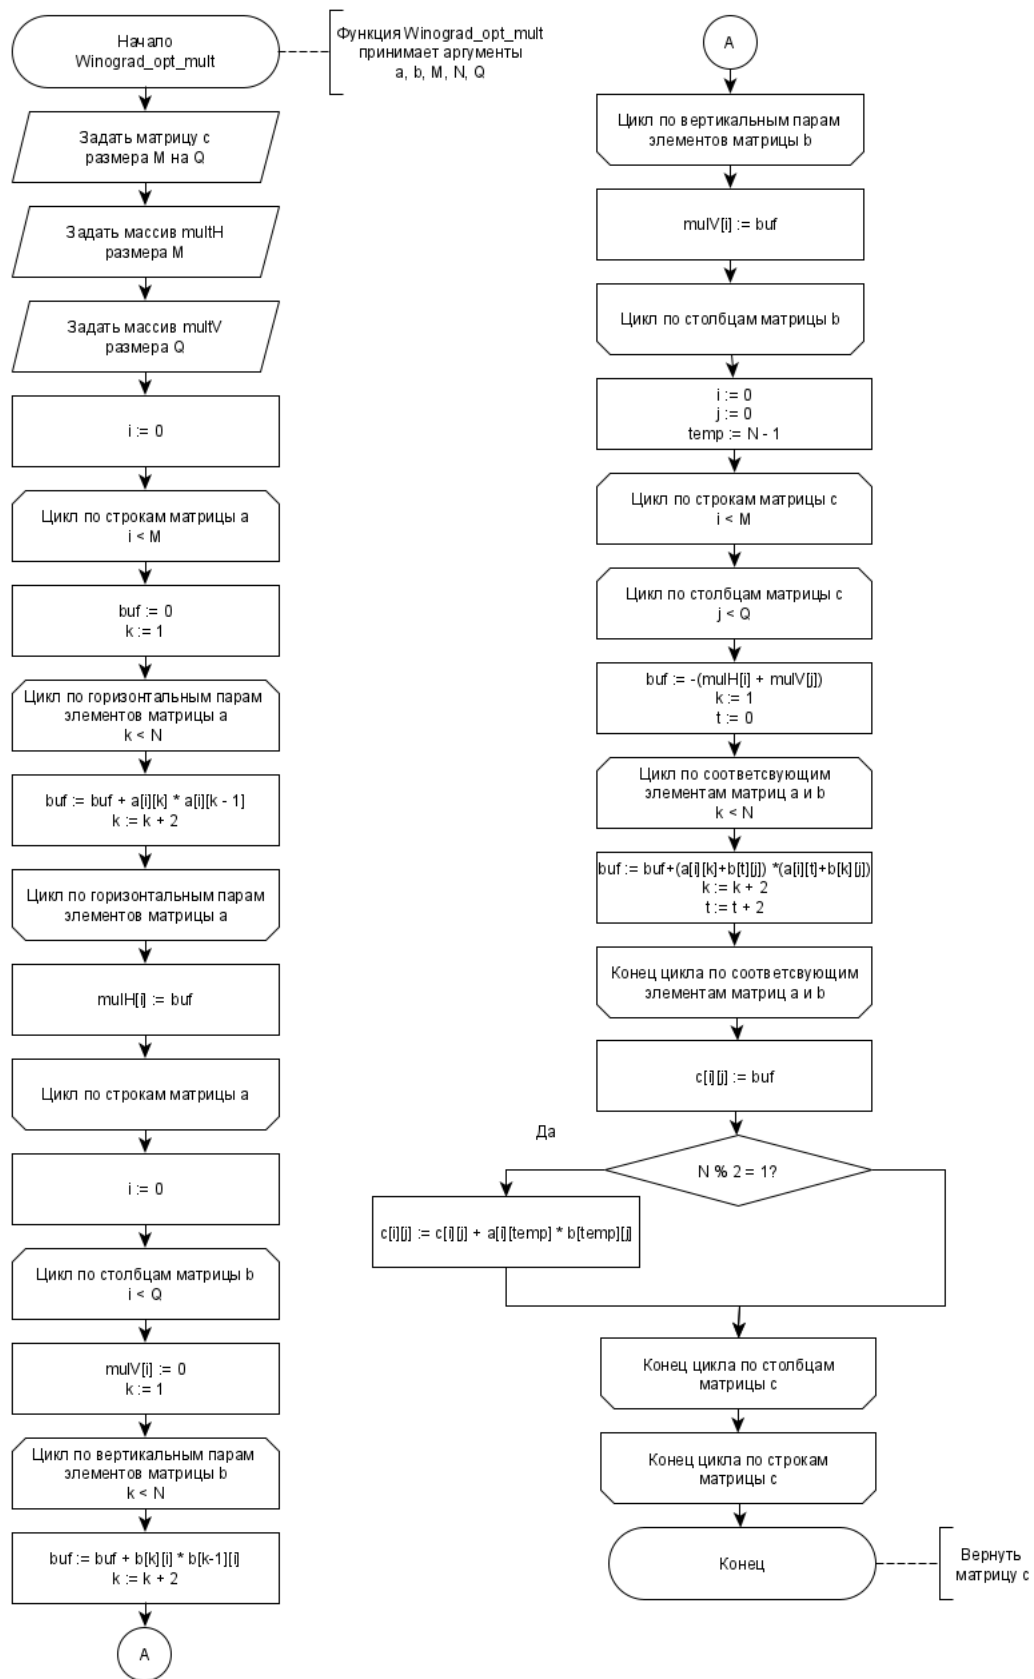 Начало
Winograd_opt_mult
Функция Winograd_opt_mult
принимает аргументы
a, b, M, N, Q
Задать матрицу c
размера M на Q
Задать массив multH
размера M
Задать массив multV
размера Q
i := 0
Цикл по строкам матрицы a
i < M
buf := 0
k := 1
Цикл по горизонтальным парам
элементов матрицы a
k < N
buf := buf + a[i][k] * a[i][k - 1]
k := k + 2
Цикл по горизонтальным парам
элементов матрицы a
mulH[i] := buf
Цикл по строкам матрицы a
i := 0
Цикл по столбцам матрицы b
i < Q
mulV[i] := 0
k := 1
Цикл по вертикальным парам
элементов матрицы b
k < N
buf := buf + b[k][i] * b[k-1][i]
k := k + 2
A
A
Цикл по вертикальным парам
элементов матрицы b
mulV[i] := buf
Цикл по столбцам матрицы b
i := 0
j := 0
temp := N - 1
Цикл по строкам матрицы c
i < M
Цикл по столбцам матрицы c
j < Q
buf := -(mulH[i] + mulV[j])
k := 1
t := 0
Цикл по соответсвующим
элементам матриц a и b
k < N
buf := buf+(a[i][k]+b[t][j]) *(a[i][t]+b[k][j])
k := k + 2
t := t + 2
Конец цикла по соответсвующим
элементам матриц a и b
c[i][j] := buf
Да
N % 2 = 1?
c[i][j] := c[i][j] + a[i][temp] * b[temp][j]
Конец цикла по столбцам
матрицы c
Конец цикла по строкам
матрицы c
Конец
Вернуть
матрицу c